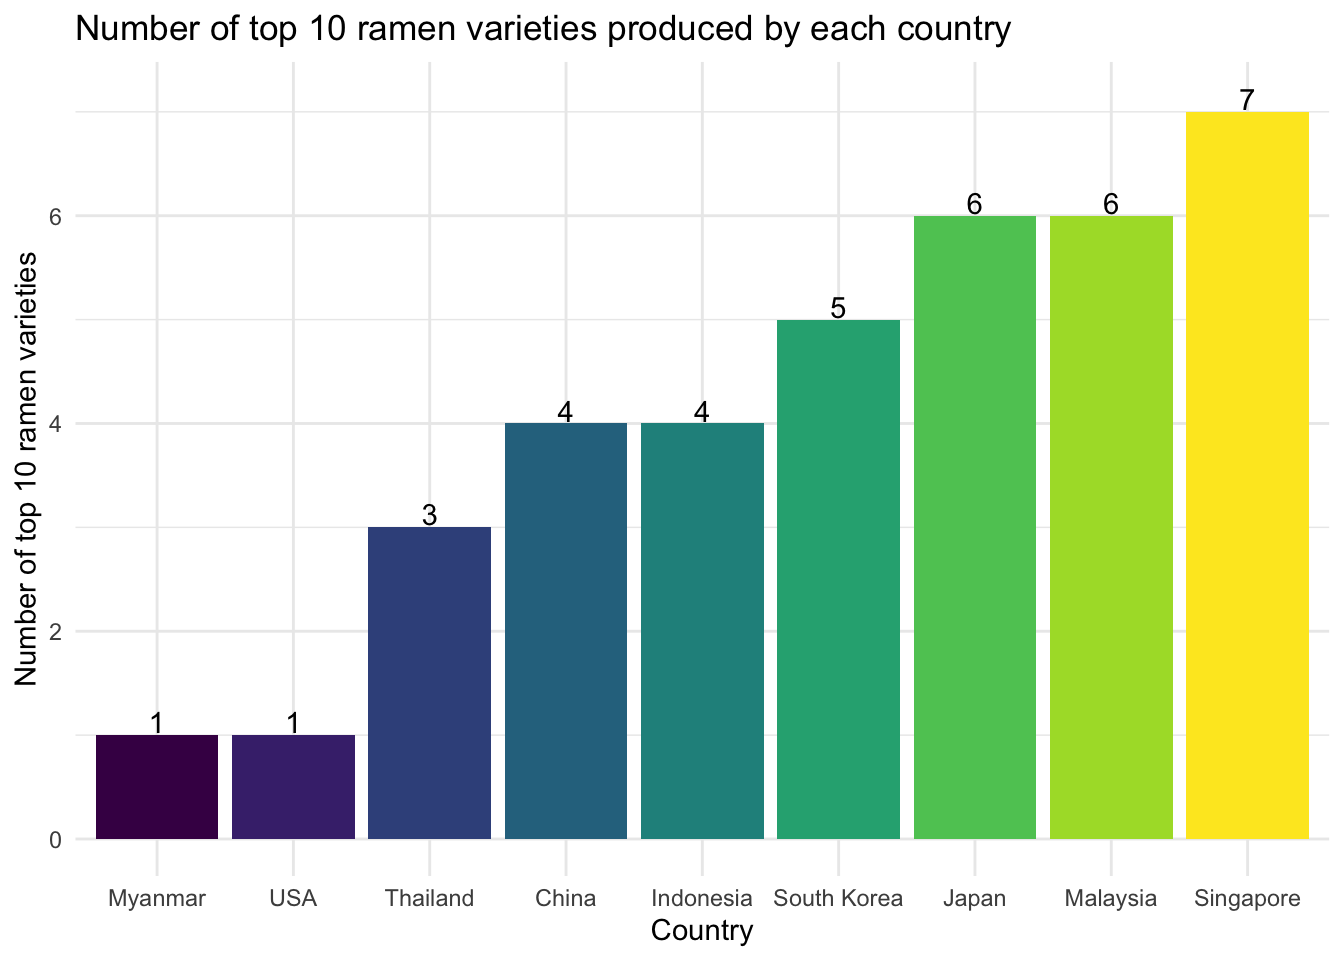 Number of top 10 ramen varieties produced by each country
Number of top 10 ramen varieties
7
6 6
5
4 4
3
1 1
6
4
2
0
Myanmar USA Thailand China Indonesia South Korea Japan Malaysia Singapore
Country